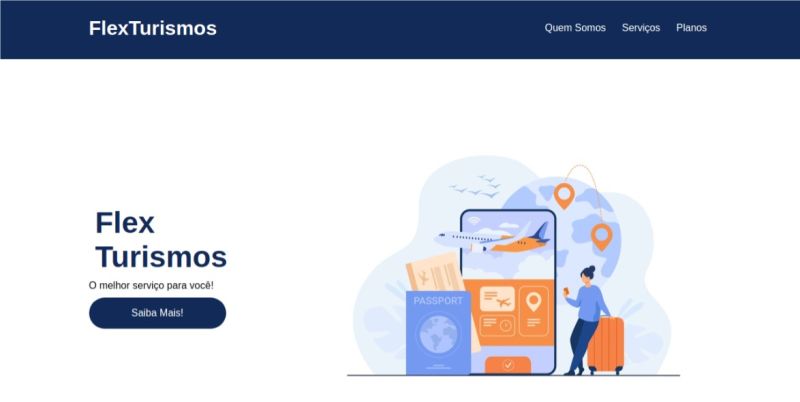 FlexTurismos
Quem Somos Serviços Planos
Flex
Turismos
O melhor serviço para você!
Saiba Mais!
PASSPORT